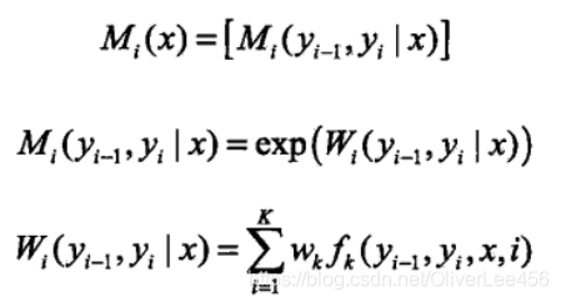 M_i(x)=[M_i(y_{i-1},y_i|x)]
M_i(y_{i-1},y_i|x)=exp(W_i(y_{i-1},y_i|x))
W_i(y_{i-1},y_i|x)=\sum_{i=1}^{K} w_k f_k(y_{i-1},y_i,x,i)
https://blog.csdn.net/OliverLee456